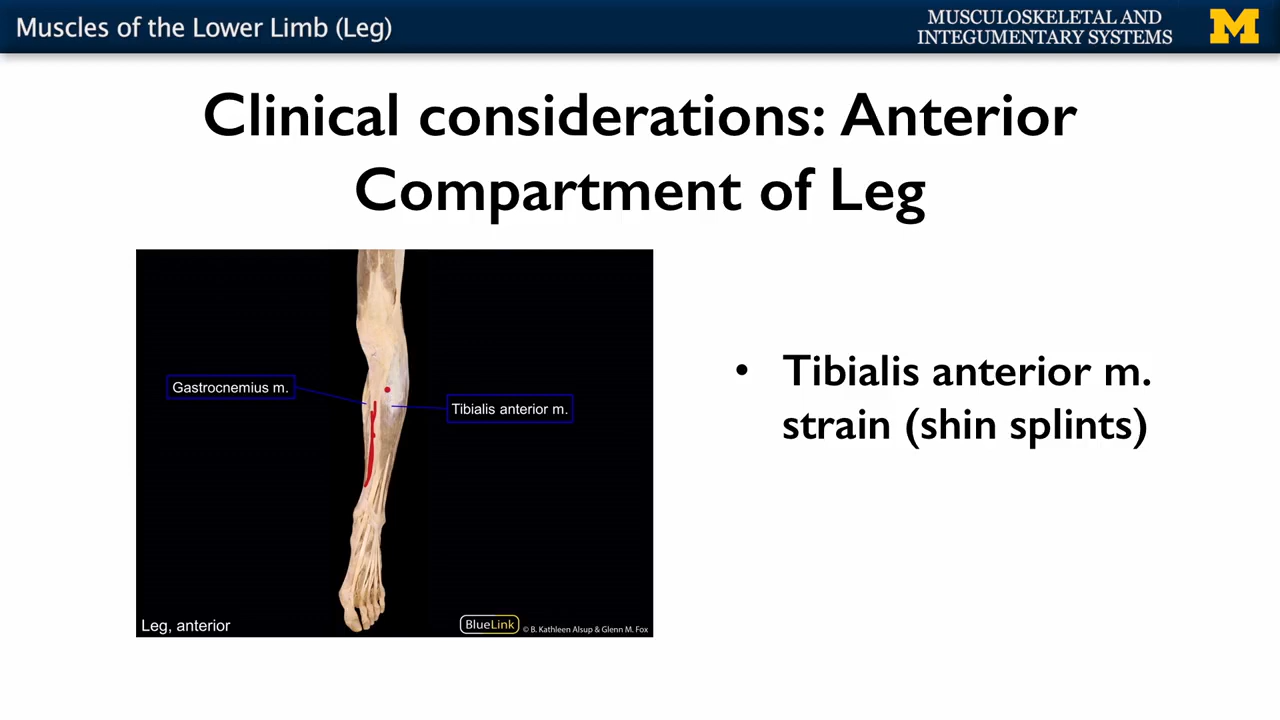 Muscles of the Lower Limb (Leg)
MUSCULOSKELETAL AND
INTEGUMENTARY SYSTEMS
M
Clinical considerations: Anterior
Compartment of Leg
Gastrocnemius m.
Tibialis anterior m.
Leg, anterior
BlueLink
© B. Kathleen Alsup & Glenn M. Fox
• Tibialis anterior m.
strain (shin splints)